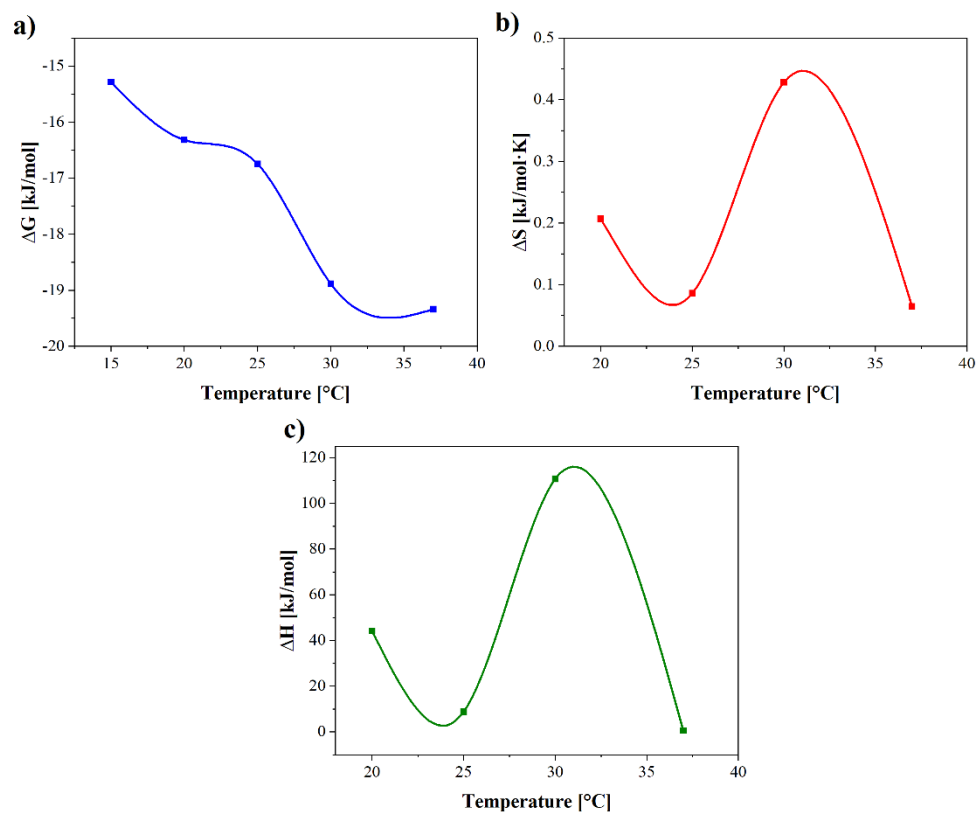 a)
ΔG [kJ/mol]
-15
-16
-17
-18
-19
-20
15 20 25 30 35 40
Temperature [°C]
b)
ΔS [kJ/mol·K]
0.5
0.4
0.3
0.2
0.1
0.0
20 25 30 35 40
Temperature [°C]
c)
ΔH [kJ/mol]
120
100
80
60
40
20
0
20 25 30 35 40
Temperature [°C]